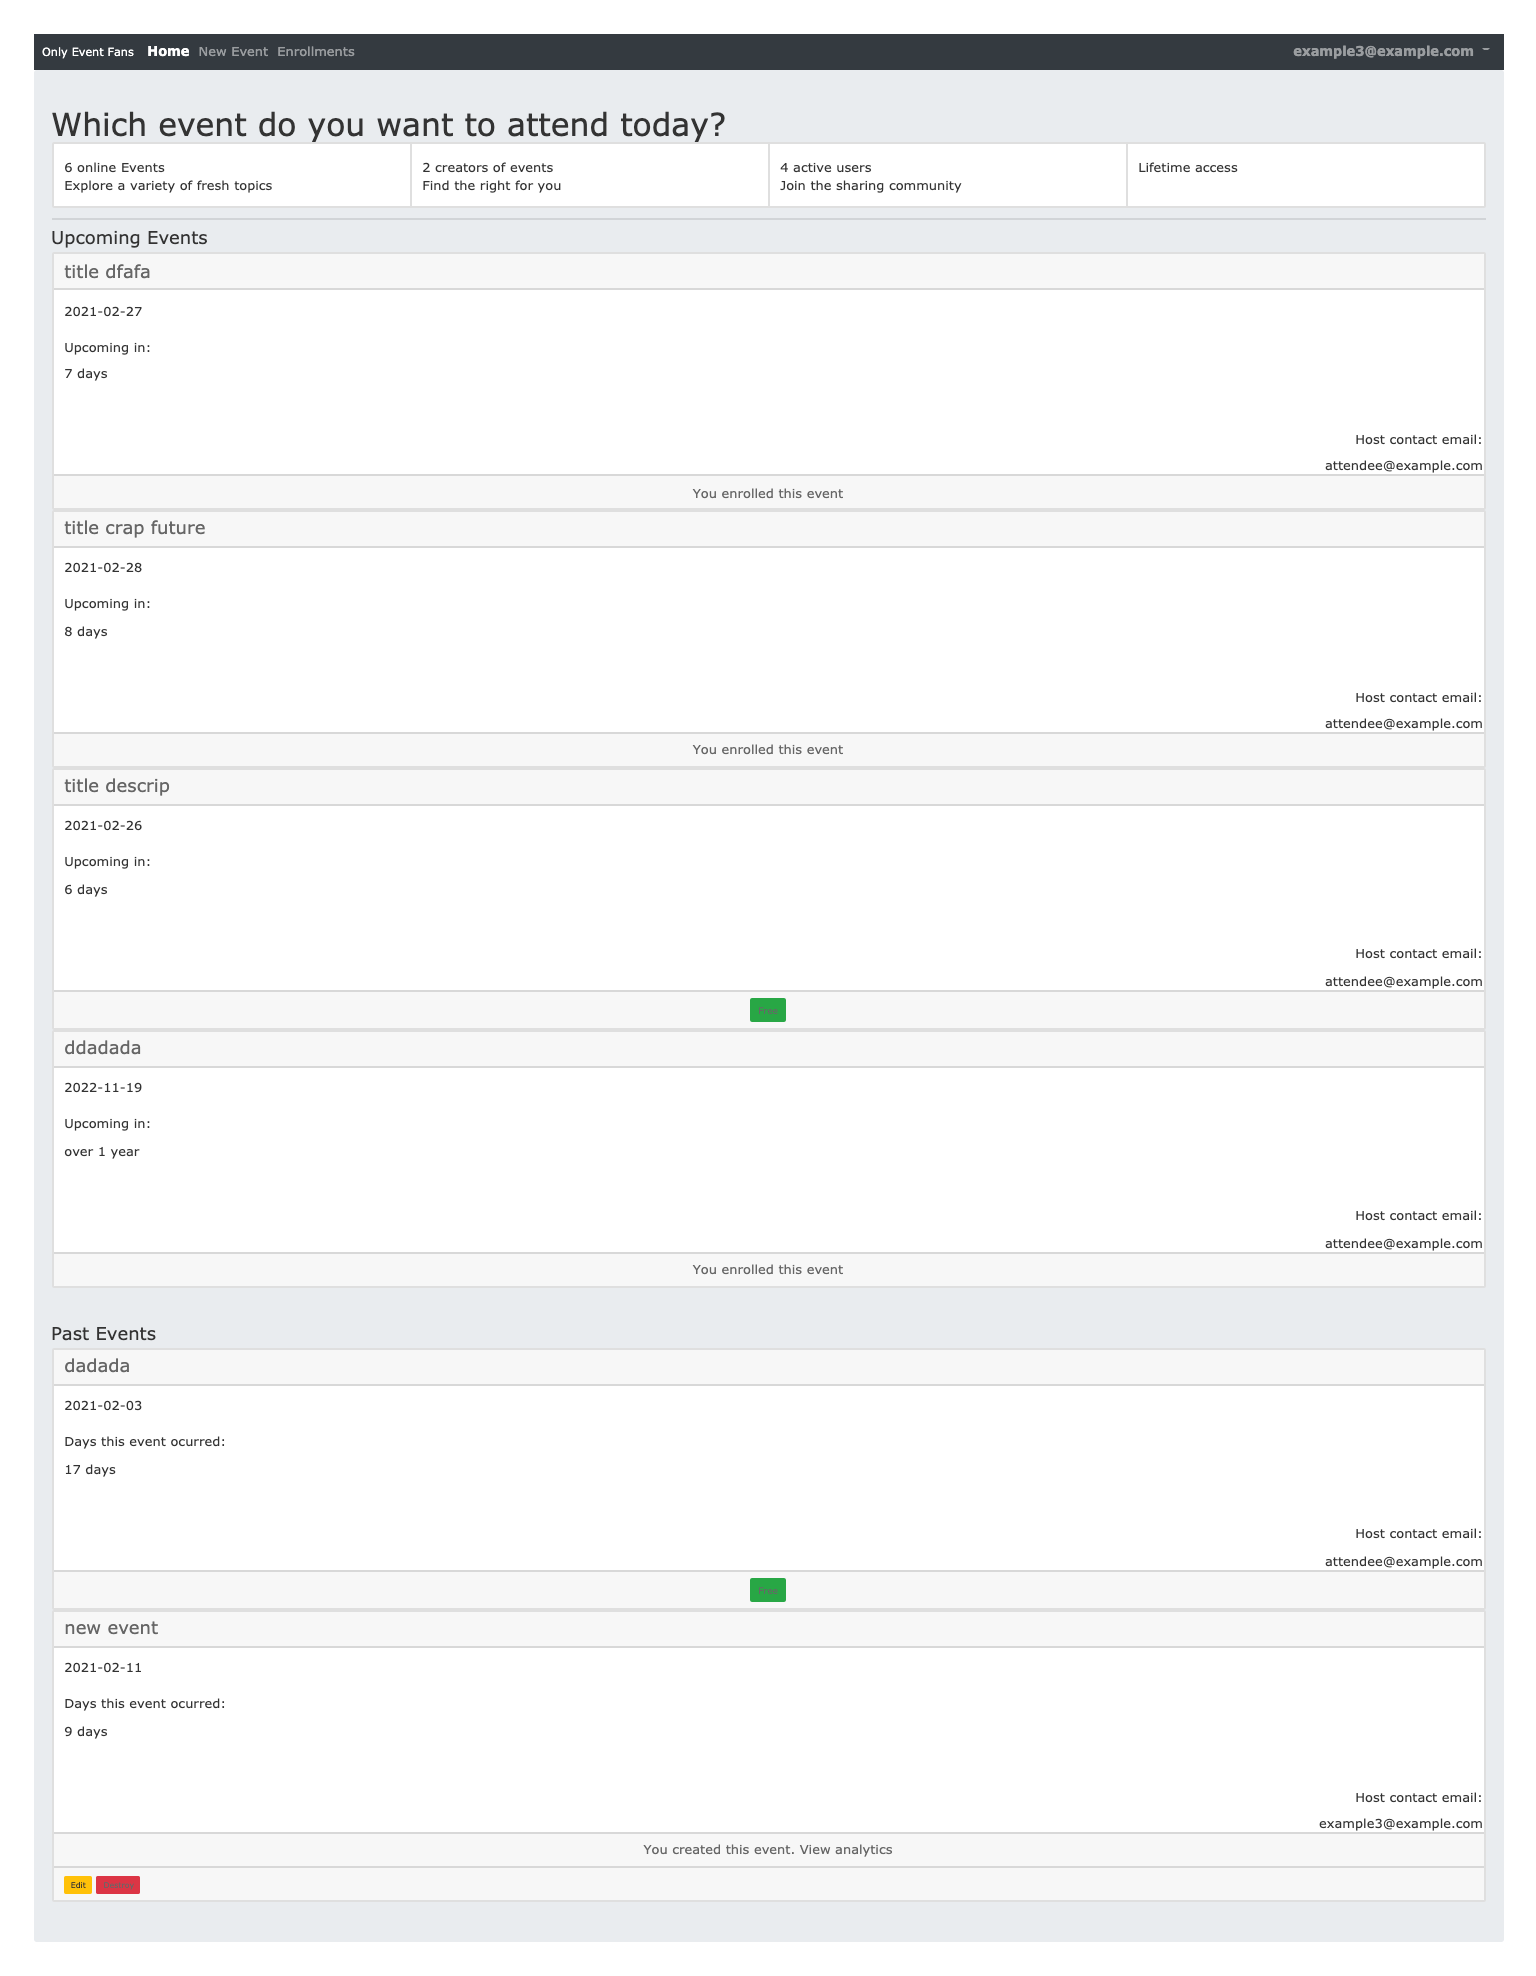 Only Event Fans Home New Event Enrollments example3@example.com
Which event do you want to attend today?
6 online Events
Explore a variety of fresh topics
2 creators of events
Find the right for you
4 active users
Join the sharing community
Lifetime access
Upcoming Events
title dfafa
2021-02-27
Upcoming in:
7 days
Host contact email:
attendee@example.com
You enrolled this event
title crap future
2021-02-28
Upcoming in:
8 days
Host contact email:
attendee@example.com
You enrolled this event
title descrip
2021-02-26
Upcoming in:
6 days
Host contact email:
attendee@example.com
Free
ddadada
2022-11-19
Upcoming in:
over 1 year
Host contact email:
attendee@example.com
You enrolled this event
Past Events
dadada
2021-02-03
Days this event ocurred:
17 days
Host contact email:
attendee@example.com
Free
new event
2021-02-11
Days this event ocurred:
9 days
Host contact email:
example3@example.com
You created this event. View analytics
Edit